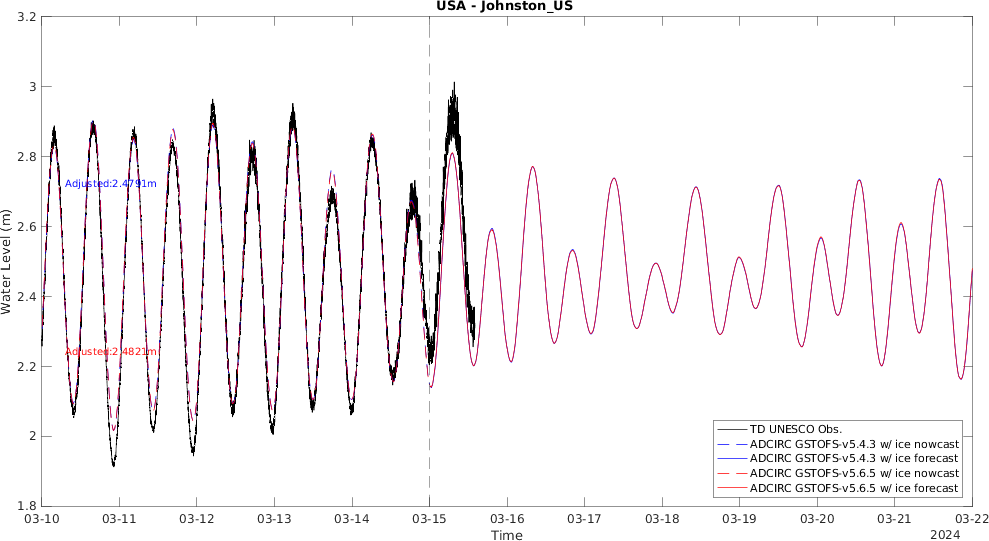 USA - Johnston_US
3.2
3
2.8
2.6
2.4
2.2
2
1.8
Water Level (m)
Adjusted:2.4791m
Adjusted:2.4821m
TD UNESCO Obs.
ADCIRC GSTOFS-v5.4.3 w/ ice nowcast
ADCIRC GSTOFS-v5.4.3 w/ ice forecast
ADCIRC GSTOFS-v5.6.5 w/ ice nowcast
ADCIRC GSTOFS-v5.6.5 w/ ice forecast
03-10 03-11 03-12 03-13 03-14 03-15 03-16 03-17 03-18 03-19 03-20 03-21 03-22
Time
2024